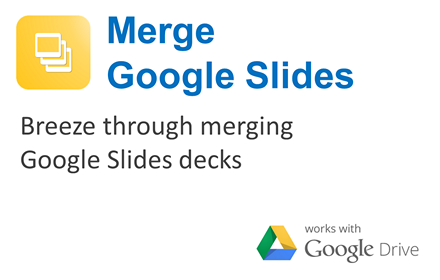 Merge
Google Slides
Breeze through merging
Google Slides decks
works with
Google Drive